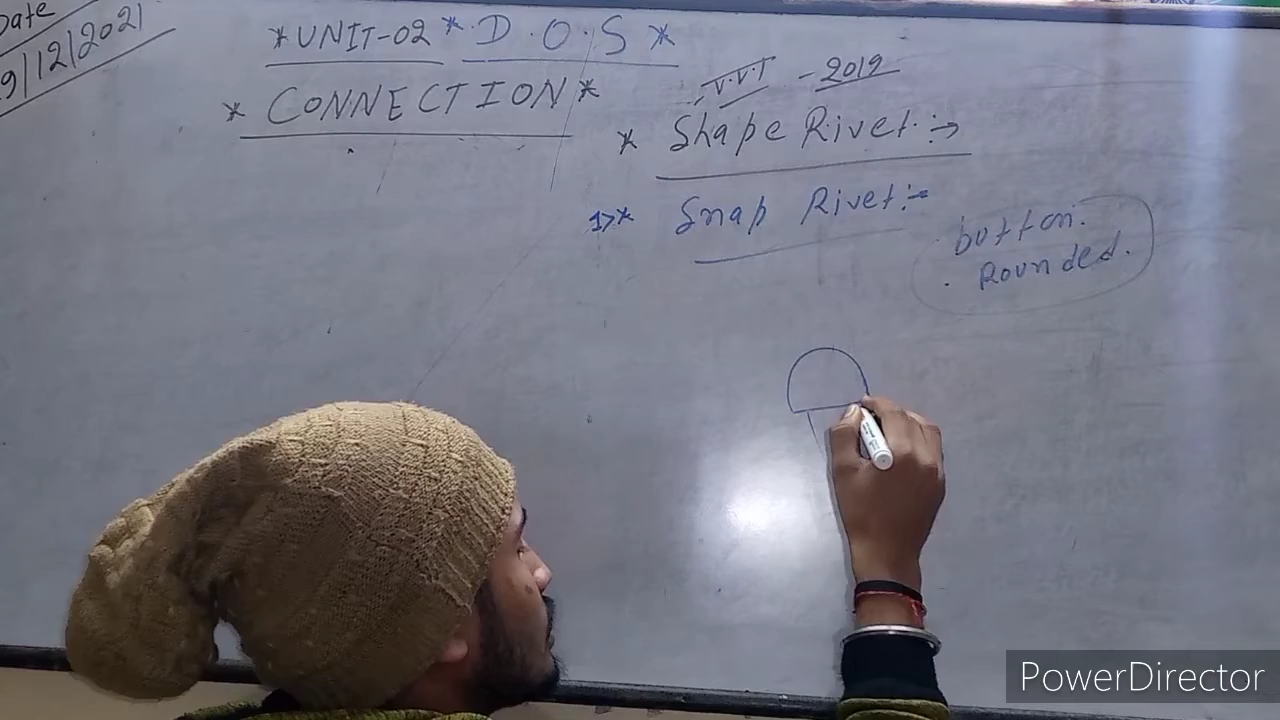 Date
9/12/2021
*UNIT-02 * D.O.S *
* CONNECTION *
V.V.I - 2019
* Shape Rivet :→
1>* Snap Rivet :-
button.
Rounded.
PowerDirector